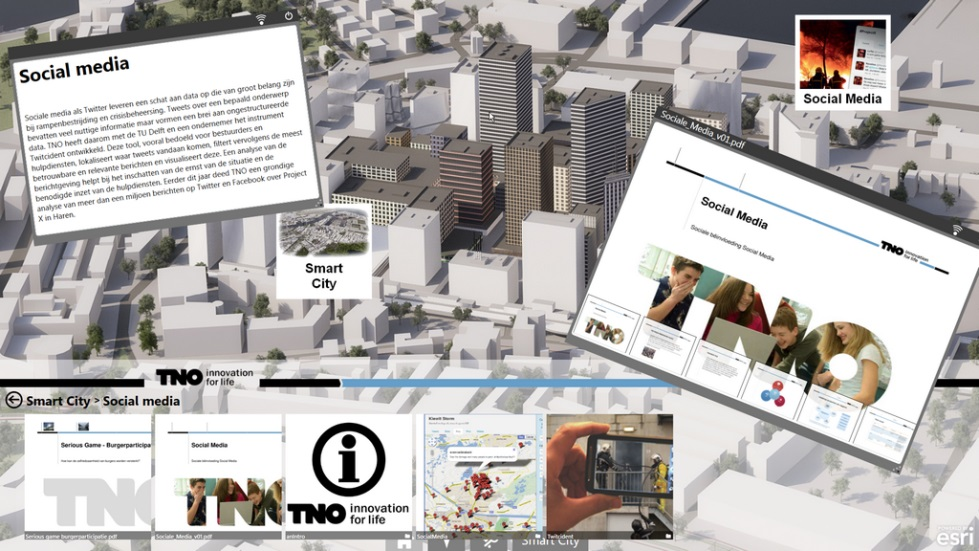 Social media
Sociale media als Twitter leveren een schat aan data op die van groot belang zijn
bij rampenbestrijding en crisisbeheersing. Tweets over een bepaald onderwerp
bevatten veel nuttige informatie maar vormen een brei aan ongestructureerde
data. TNO heeft daarom met de TU Delft en een onderneming het instrument
Twitcident ontwikkeld. Deze tool, vooral bedoeld voor bestuurders en
hulpdiensten, lokaliseert waar tweets vandaan komen, filtert vervolgens de meest
betrouwbare en relevante berichten en visualiseert deze. Een analyse van de
berichtgeving helpt bij het inschatten van de ernst van de situatie en de
benodigde inzet van de hulpdiensten. Eerder dit jaar deed TNO een grondige
analyse van meer dan een miljoen berichten op Twitter en Facebook over Project
X in Haren.
Social Media
Smart
City
Sociale_Media_v01.pdf
Social Media
Sociale beïnvloeding Social Media
TNO innovation
for life
TNO
TNO innovation
for life
Smart City > Social media
Serious Game - Burgerparticipa
TNO
Serious game burgerparticipatie.pdf
Social Media
Sociale beïnvloeding Social Media
TNO
Sociale_Media_v01.pdf
TNO innovation
for life
anIntro
SocialMedia
Twitcident
Smart City
esri